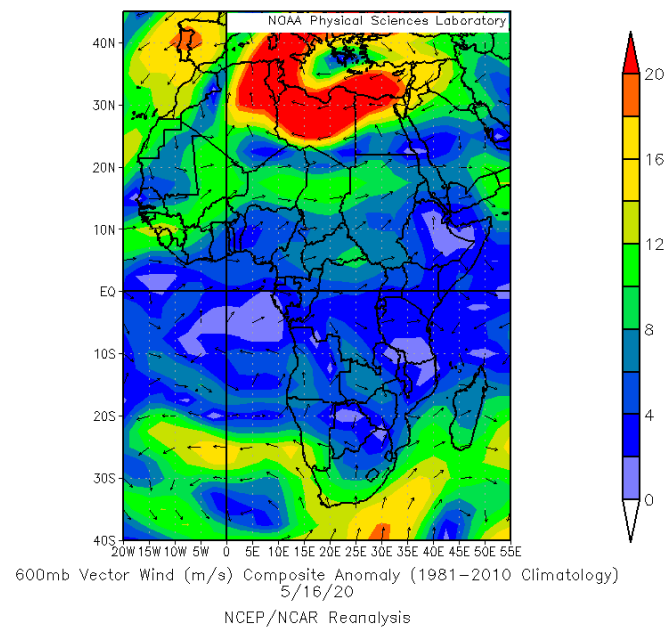 NOAA Physical Sciences Laboratory
40N
30N
20N
10N
EQ
10S
20S
30S
40S
20W 15W 10W 5W 0 5E 10E 15E 20E 25E 30E 35E 40E 45E 50E 55E
20
16
12
8
4
0
600mb Vector Wind (m/s) Composite Anomaly (1981-2010 Climatology)
5/16/20
NCEP/NCAR Reanalysis